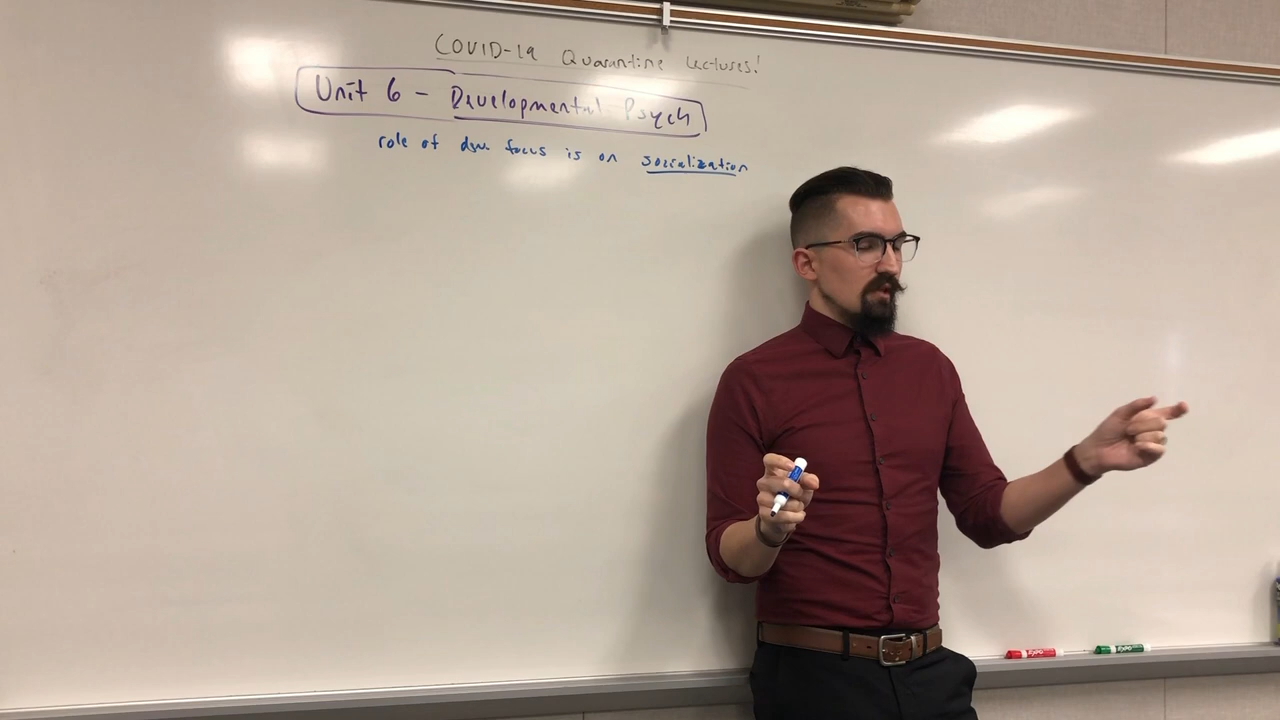 COVID-19 Quarantine Lectures!
Unit 6 - Developmental Psych
role of dev focus is on socialization